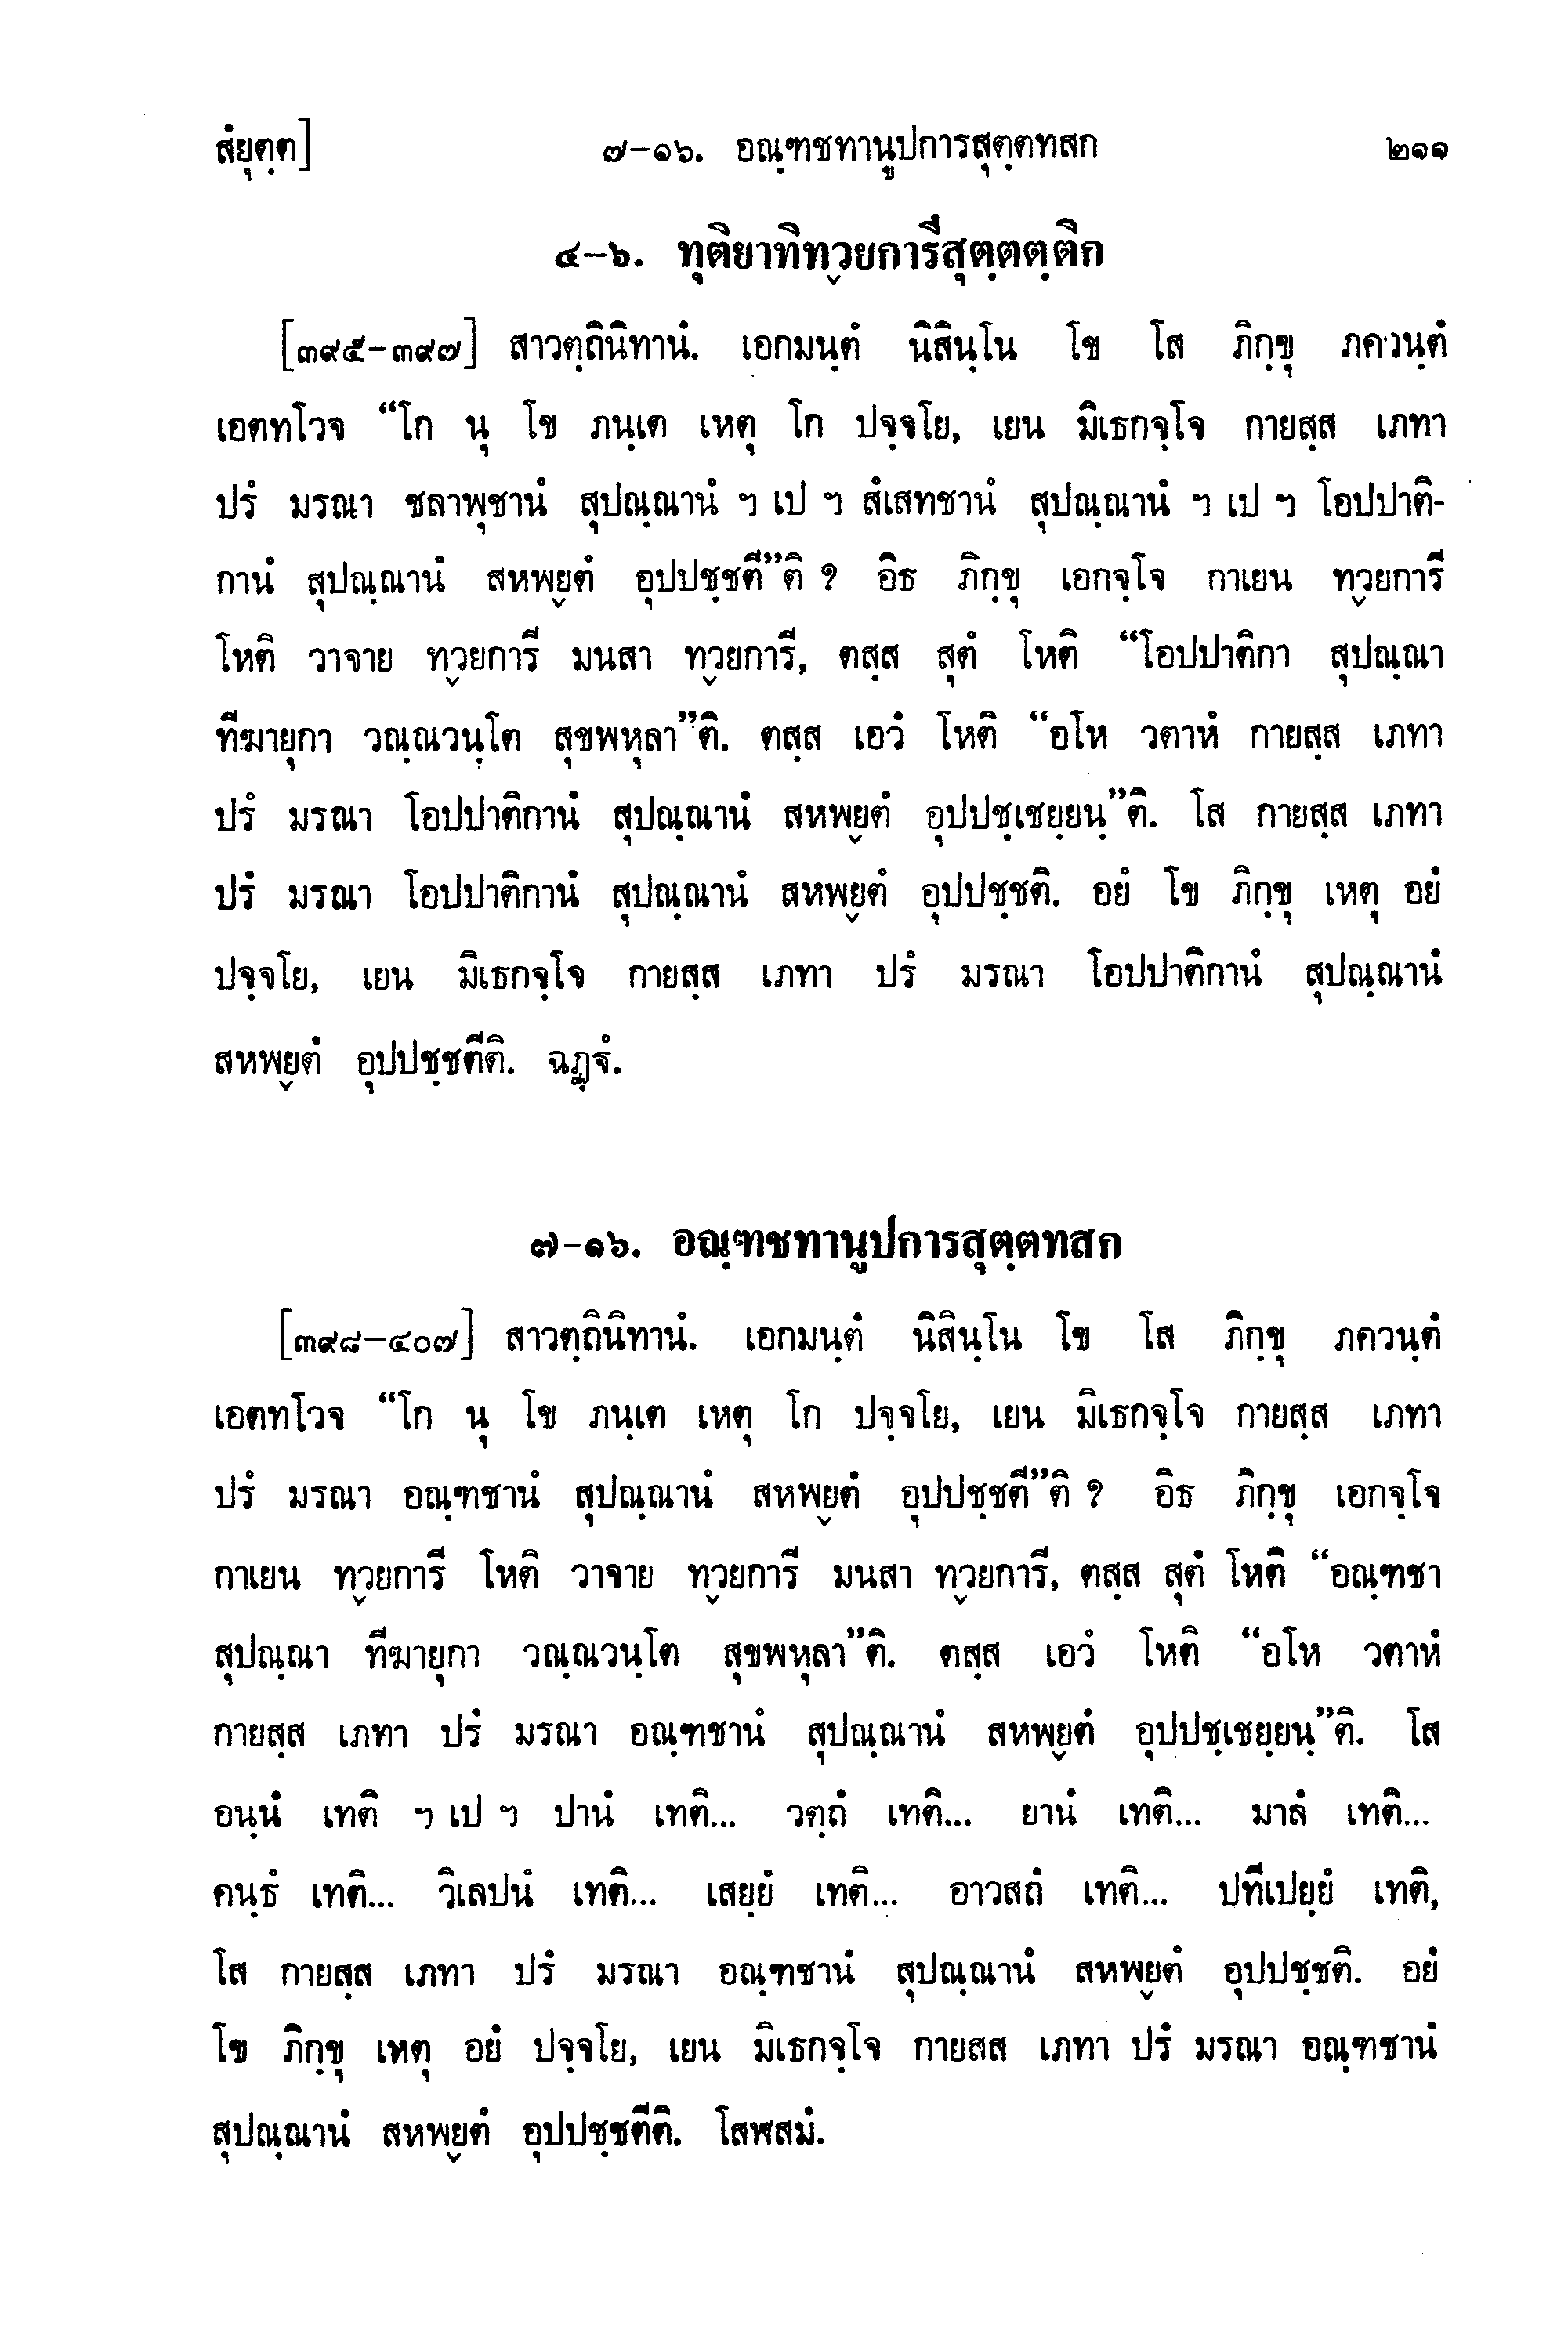 สํยุตฺต] ๗-๑๖. อณฺฑชทานูปการสุตฺตทสก ๒๑๑
๔-๖. ทุติยาทิทฺวยการีสุตฺตตฺติก
[๓๙๕-๓๙๗] สาวตฺถินิทานํ. เอกมนฺตํ นิสินฺโน โข โส ภิกฺขุ ภควนฺตํ
เอตทโวจ “โก นุ โข ภนฺเต เหตุ โก ปจฺจโย, เยน มิเธกจฺโจ กายสฺส เภทา
ปรํ มรณา ชลาพุชานํ สุปณฺณานํ ฯ เป ฯ สํเสทชานํ สุปณฺณานํ ฯ เป ฯ โอปปาติ-
กานํ สุปณฺณานํ สหพฺยตํ อุปปชฺชตี”ติ ? อิธ ภิกฺขุ เอกจฺโจ กาเยน ทฺวยการี
โหติ วาจาย ทฺวยการี มนสา ทฺวยการี, ตสฺส สุตํ โหติ “โอปปาติกา สุปณฺณา
ทีฆายุกา วณฺณวนฺโต สุขพหุลา”ติ. ตสฺส เอวํ โหติ “อโห วตาหํ กายสฺส เภทา
ปรํ มรณา โอปปาติกานํ สุปณฺณานํ สหพฺยตํ อุปปชฺเชยฺยนฺ”ติ. โส กายสฺส เภทา
ปรํ มรณา โอปปาติกานํ สุปณฺณานํ สหพฺยตํ อุปปชฺชติ. อยํ โข ภิกฺขุ เหตุ อยํ
ปจฺจโย, เยน มิเธกจฺโจ กายสฺส เภทา ปรํ มรณา โอปปาติกานํ สุปณฺณานํ
สหพฺยตํ อุปปชฺชตีติ. ฉฏฺฐํ.
๗-๑๖. อณฺฑชทานูปการสุตฺตทสก
[๓๙๘-๔๐๗] สาวตฺถินิทานํ. เอกมนฺตํ นิสินฺโน โข โส ภิกฺขุ ภควนฺตํ
เอตทโวจ “โก นุ โข ภนฺเต เหตุ โก ปจฺจโย, เยน มิเธกจฺโจ กายสฺส เภทา
ปรํ มรณา อณฺฑชานํ สุปณฺณานํ สหพฺยตํ อุปปชฺชตี”ติ ? อิธ ภิกฺขุ เอกจฺโจ
กาเยน ทฺวยการี โหติ วาจาย ทฺวยการี มนสา ทฺวยการี, ตสฺส สุตํ โหติ “อณฺฑชา
สุปณฺณา ทีฆายุกา วณฺณวนฺโต สุขพหุลา”ติ. ตสฺส เอวํ โหติ “อโห วตาหํ
กายสฺส เภทา ปรํ มรณา อณฺฑชานํ สุปณฺณานํ สหพฺยตํ อุปปชฺเชยฺยนฺ”ติ. โส
อนฺนํ เทติ ฯ เป ฯ ปานํ เทติ... วตฺถํ เทติ... ยานํ เทติ... มาลํ เทติ...
คนฺธํ เทติ... วิเลปนํ เทติ... เสยฺยํ เทติ... อาวสถํ เทติ... ปทีเปยฺยํ เทติ,
โส กายสฺส เภทา ปรํ มรณา อณฺฑชานํ สุปณฺณานํ สหพฺยตํ อุปปชฺชติ. อยํ
โข ภิกฺขุ เหตุ อยํ ปจฺจโย, เยน มิเธกจฺโจ กายสส เภทา ปรํ มรณา อณฺฑชานํ
สุปณฺณานํ สหพฺยตํ อุปปชฺชตีติ. โสฬสมํ.